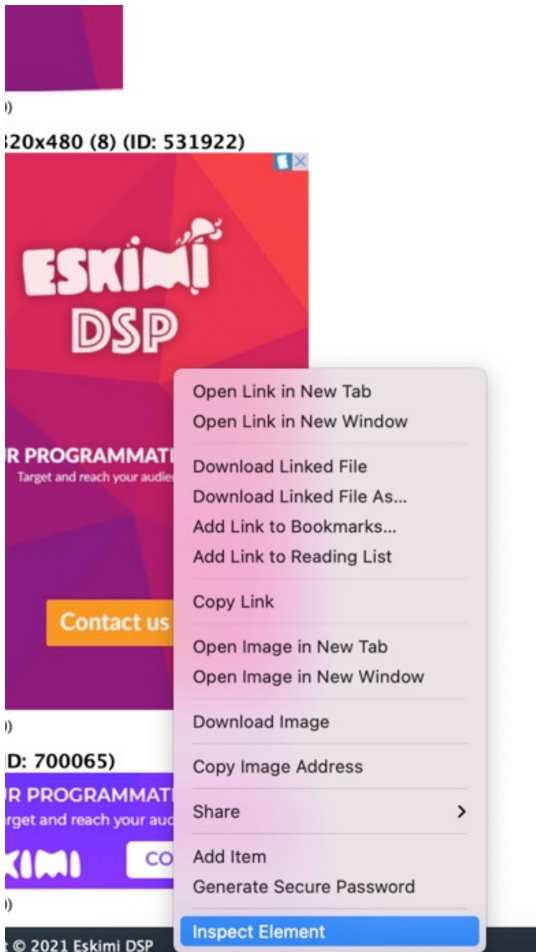 )
320x480 (8) (ID: 531922)
E
ESKIMI
DSP
R PROGRAMMATI
Target and reach your audie
Contact us
Open Link in New Tab
Open Link in New Window
Download Linked File
Download Linked File As...
Add Link to Bookmarks...
Add Link to Reading List
Copy Link
Open Image in New Tab
Open Image in New Window
Download Image
Copy Image Address
Share
Add Item
Generate Secure Password
Inspect Element
)
ID: 700065)
R PROGRAMMATI
rget and reach your aud
KIMI
CO
)
© 2021 Eskimi DSP